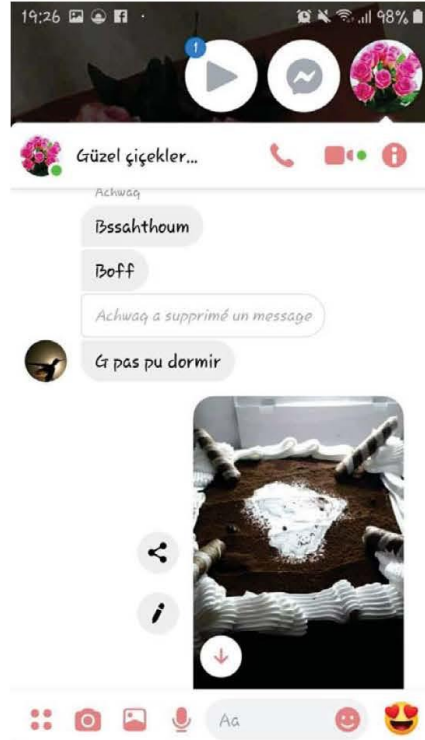 19:26 98%
1
Güzel çiçekler...
Achwaq
Bssahthoum
Boff
Achwaq a supprimé un message
G pas pu dormir
Aa